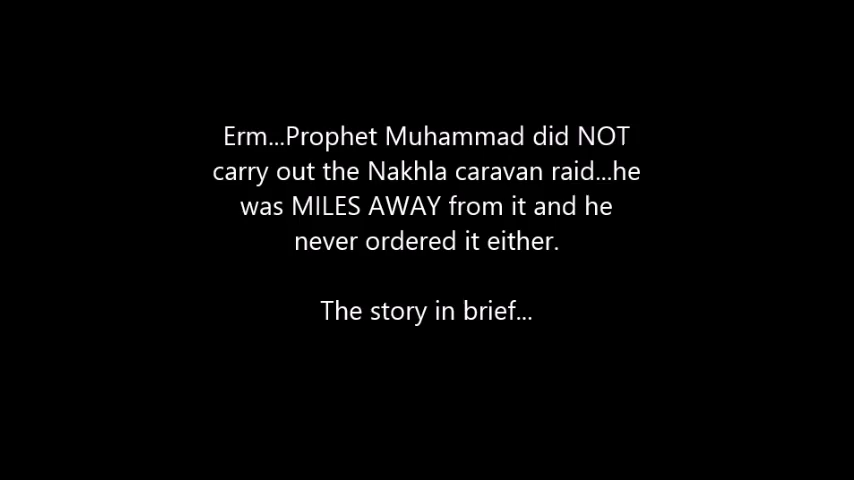 Erm...Prophet Muhammad did NOT
carry out the Nakhla caravan raid...he
was MILES AWAY from it and he
never ordered it either.
The story in brief...